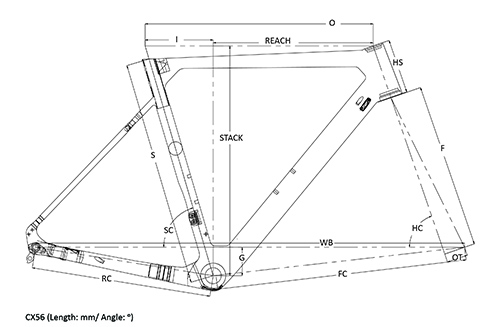 O
I
REACH
HS
STACK
S
F
SC
HC
WB
G
OT
RC
FC
CX56 (Length: mm/ Angle: °)